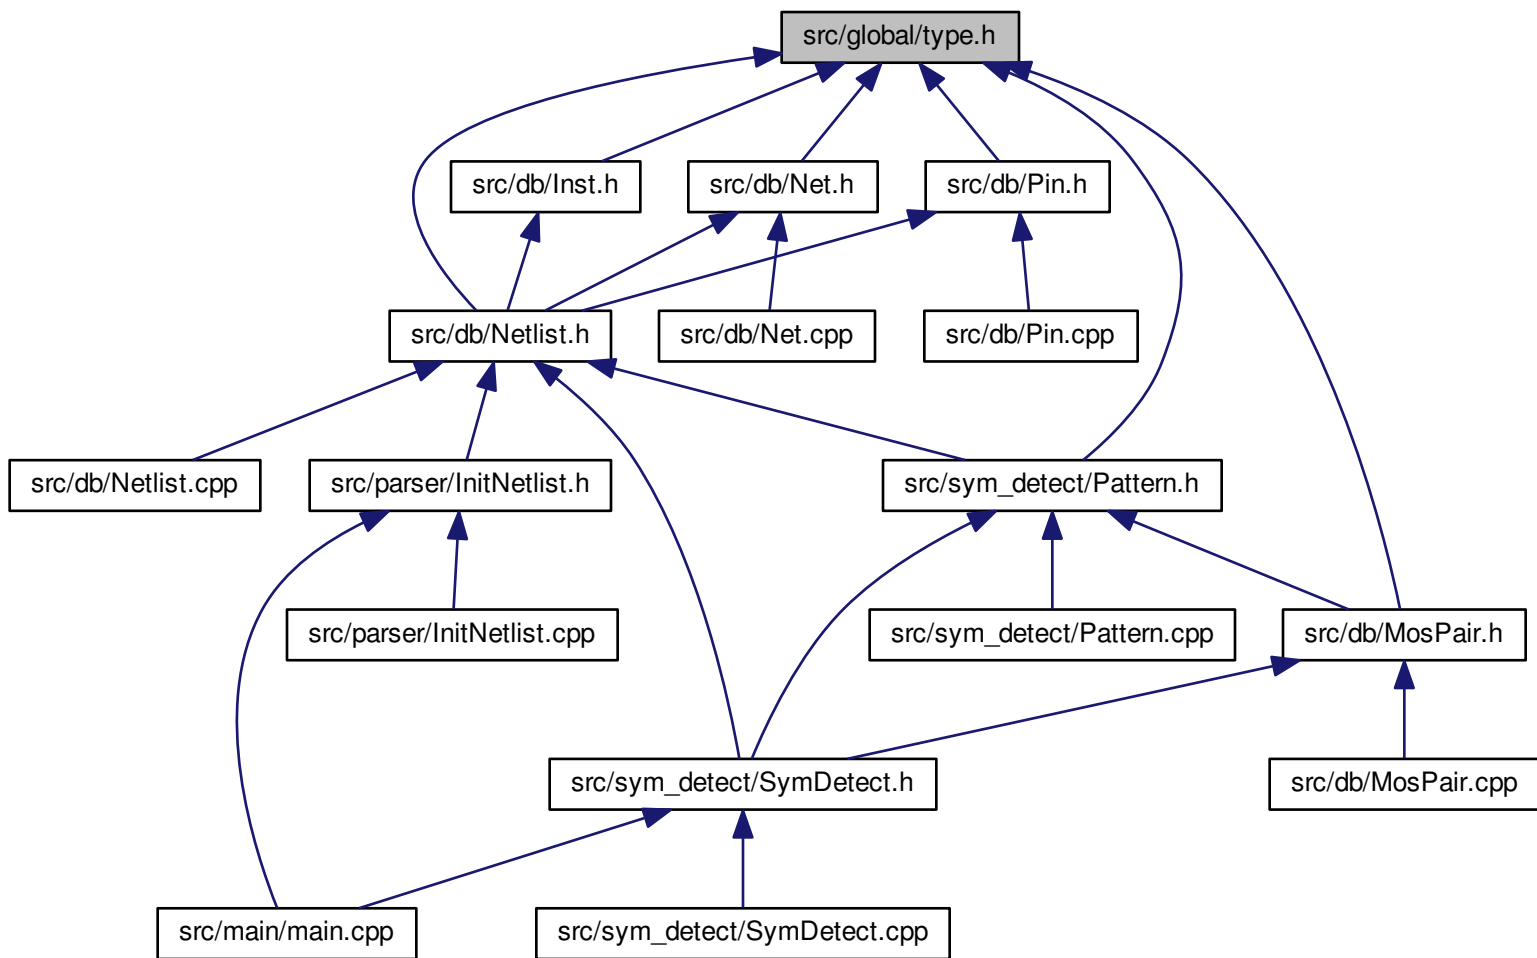 src/global/type.h
src/db/Inst.h
src/db/Net.h
src/db/Pin.h
src/db/Netlist.h
src/db/Net.cpp
src/db/Pin.cpp
src/db/Netlist.cpp
src/parser/InitNetlist.h
src/sym_detect/Pattern.h
src/parser/InitNetlist.cpp
src/sym_detect/Pattern.cpp
src/db/MosPair.h
src/sym_detect/SymDetect.h
src/db/MosPair.cpp
src/main/main.cpp
src/sym_detect/SymDetect.cpp